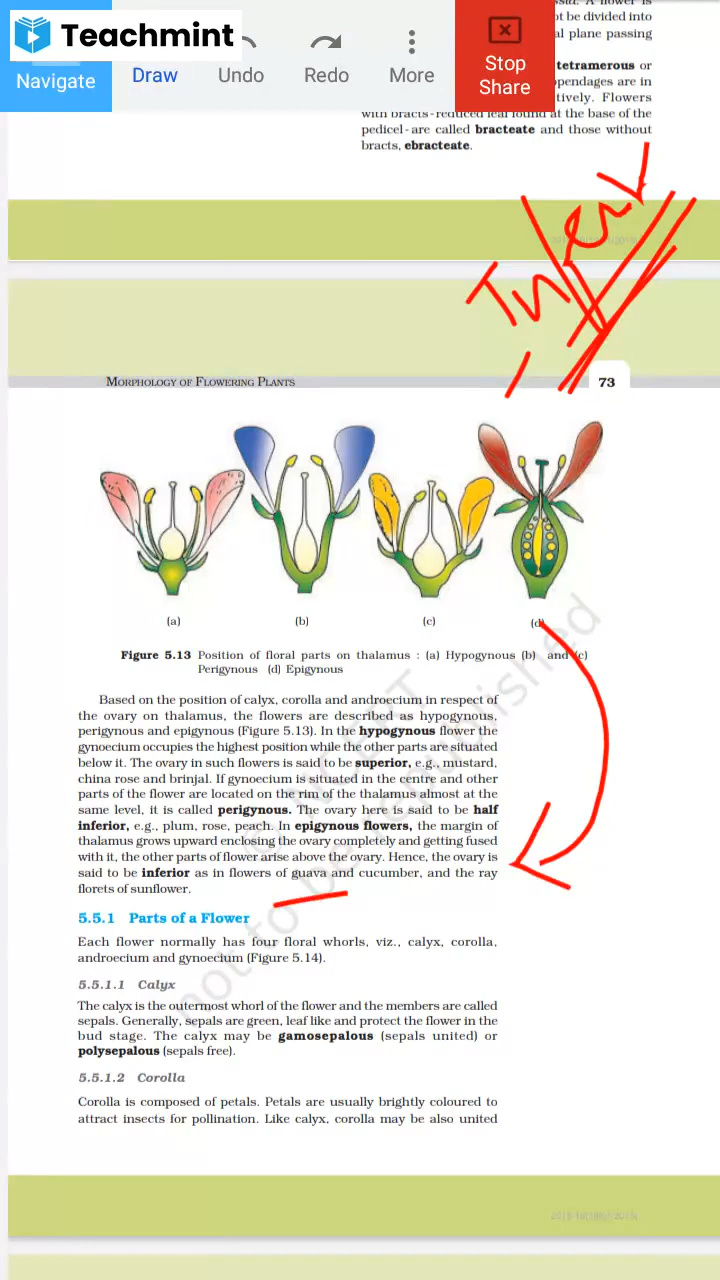 Teachmint
Navigate
Draw
Undo
Redo
More
Stop
Share
A flower is
ot be divided into
al plane passing
tetramerous or
pendages are in
tively. Flowers
with bracts-reduced leaf found at the base of the
pedicel-are called bracteate and those without
bracts, ebracteate.
MORPHOLOGY OF FLOWERING PLANTS
73
(a)
(b)
(c)
(d)
Figure 5.13 Position of floral parts on thalamus : (a) Hypogynous (b) and (c)
Perigynous (d) Epigynous
Based on the position of calyx, corolla and androecium in respect of
the ovary on thalamus, the flowers are described as hypogynous,
perigynous and epigynous (Figure 5.13). In the hypogynous flower the
gynoecium occupies the highest position while the other parts are situated
below it. The ovary in such flowers is said to be superior, e.g., mustard,
china rose and brinjal. If gynoecium is situated in the centre and other
parts of the flower are located on the rim of the thalamus almost at the
same level, it is called perigynous. The ovary here is said to be half
inferior, e.g., plum, rose, peach. In epigynous flowers, the margin of
thalamus grows upward enclosing the ovary completely and getting fused
with it, the other parts of flower arise above the ovary. Hence, the ovary is
said to be inferior as in flowers of guava and cucumber, and the ray
florets of sunflower.
5.5.1 Parts of a Flower
Each flower normally has four floral whorls, viz., calyx, corolla,
androecium and gynoecium (Figure 5.14).
5.5.1.1 Calyx
The calyx is the outermost whorl of the flower and the members are called
sepals. Generally, sepals are green, leaf like and protect the flower in the
bud stage. The calyx may be gamosepalous (sepals united) or
polysepalous (sepals free).
5.5.1.2 Corolla
Corolla is composed of petals. Petals are usually brightly coloured to
attract insects for pollination. Like calyx, corolla may be also united
© NCERT
not to be republished